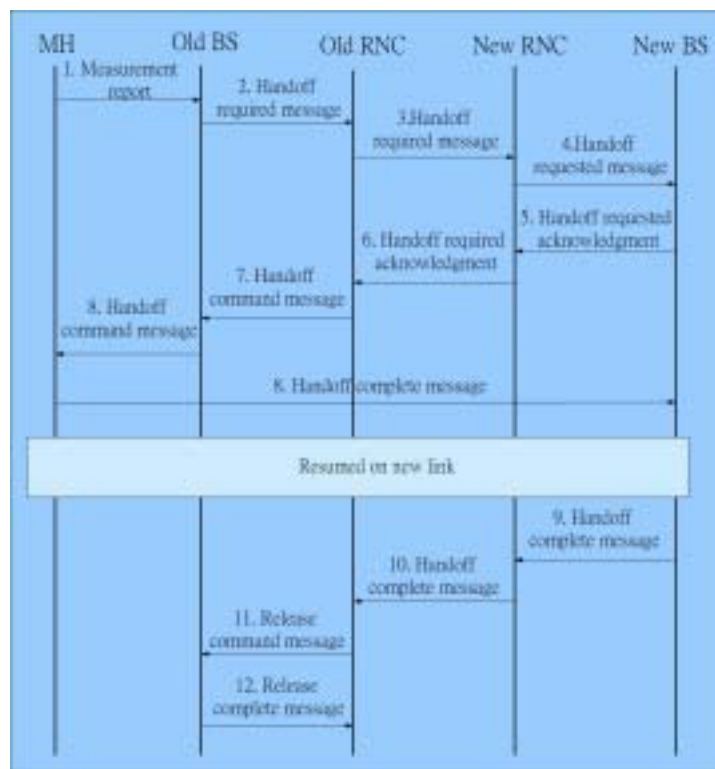 MH
Old BS
Old RNC
New RNC
New BS
1. Measurement
report
2. Handoff
required message
3.Handoff
required message
4.Handoff
requested message
5. Handoff requested
acknowledgment
6. Handoff required
acknowledgment
7. Handoff
command message
8. Handoff
command message
8. Handoff complete message
Resumed on new link
9. Handoff
complete message
10. Handoff
complete message
11. Release
command message
12. Release
complete message